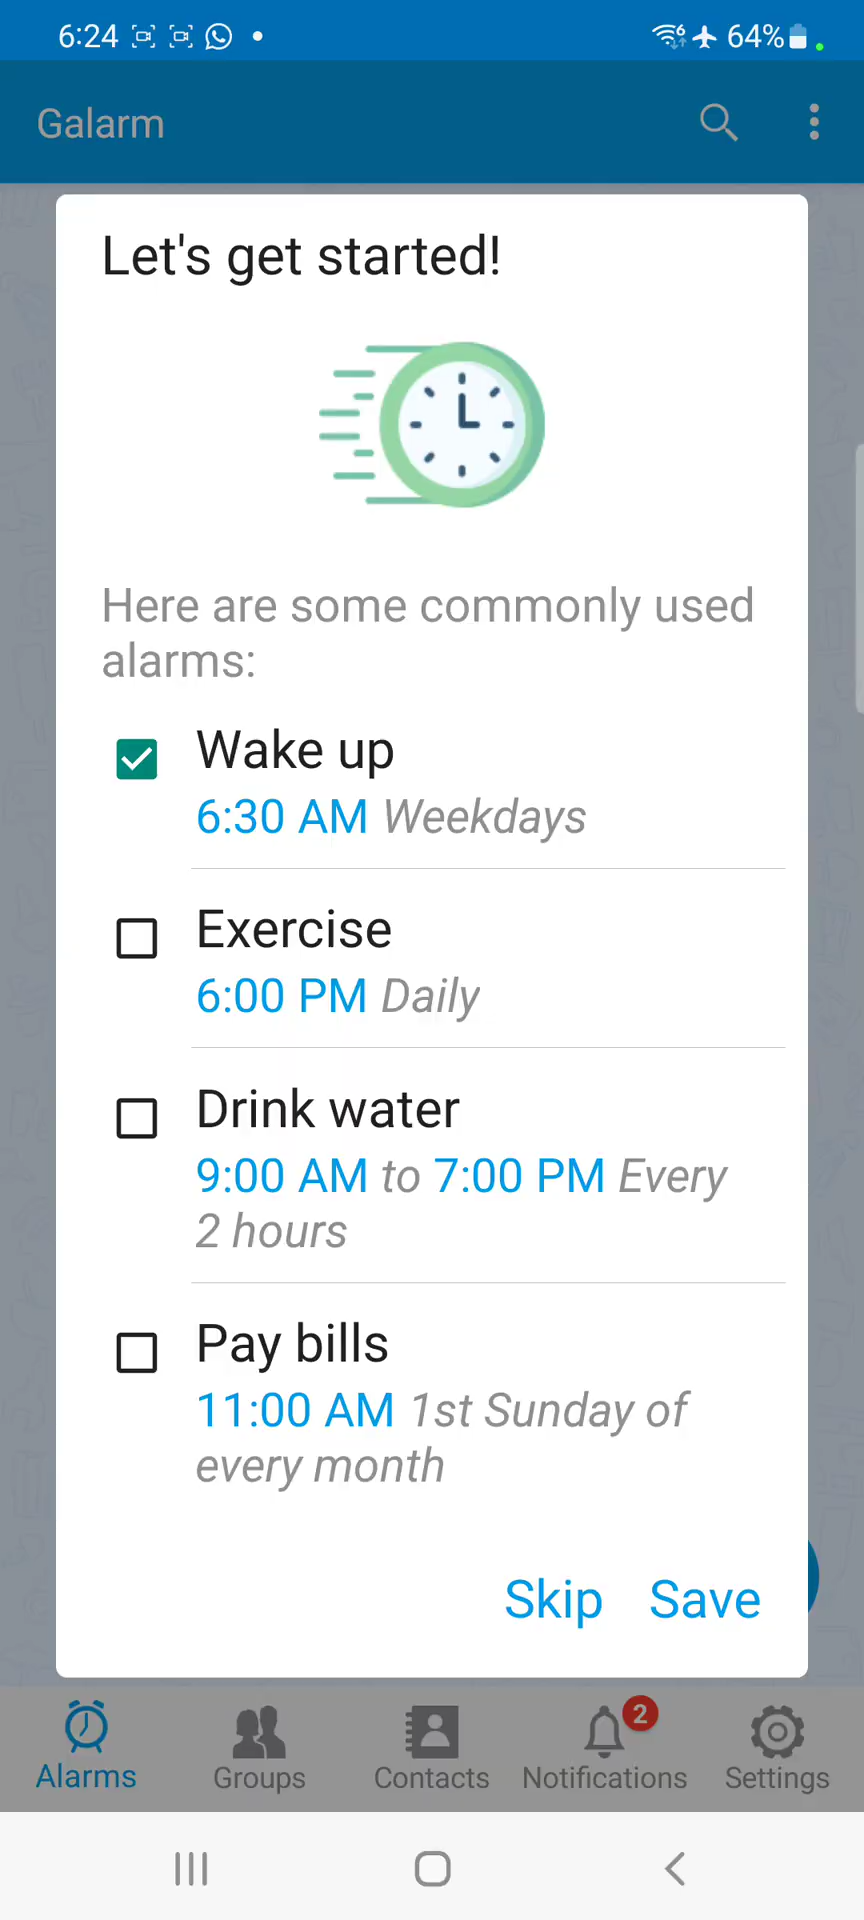 6:24 64%
Galarm
Let's get started!
Here are some commonly used
alarms:
Wake up
6:30 AM Weekdays
Exercise
6:00 PM Daily
Drink water
9:00 AM to 7:00 PM Every
2 hours
Pay bills
11:00 AM 1st Sunday of
every month
Skip Save
2
Alarms Groups Contacts Notifications Settings